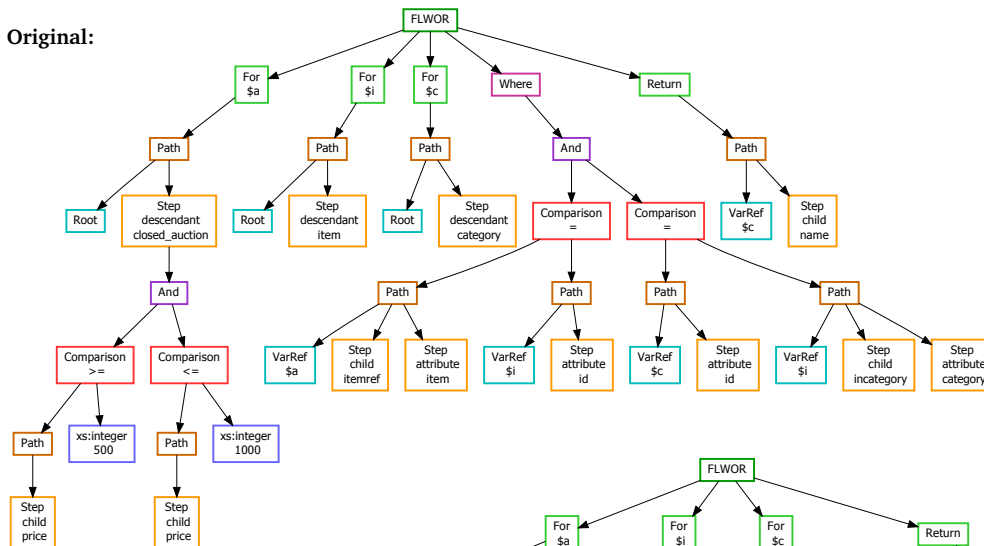 Original:
FLWOR
For
$a
For
$i
For
$c
Where
Return
Path
Path
Path
And
Path
Root
Step
descendant
closed_auction
Root
Step
descendant
item
Root
Step
descendant
category
Comparison
=
Comparison
=
VarRef
$c
Step
child
name
And
Path
Path
Path
Path
Comparison
>=
Comparison
<=
VarRef
$a
Step
child
itemref
Step
attribute
item
VarRef
$i
Step
attribute
id
VarRef
$c
Step
attribute
id
VarRef
$i
Step
child
incategory
Step
attribute
category
Path
xs:integer
500
Path
xs:integer
1000
Step
child
price
Step
child
price
FLWOR
For
$a
For
$i
For
$c
Return